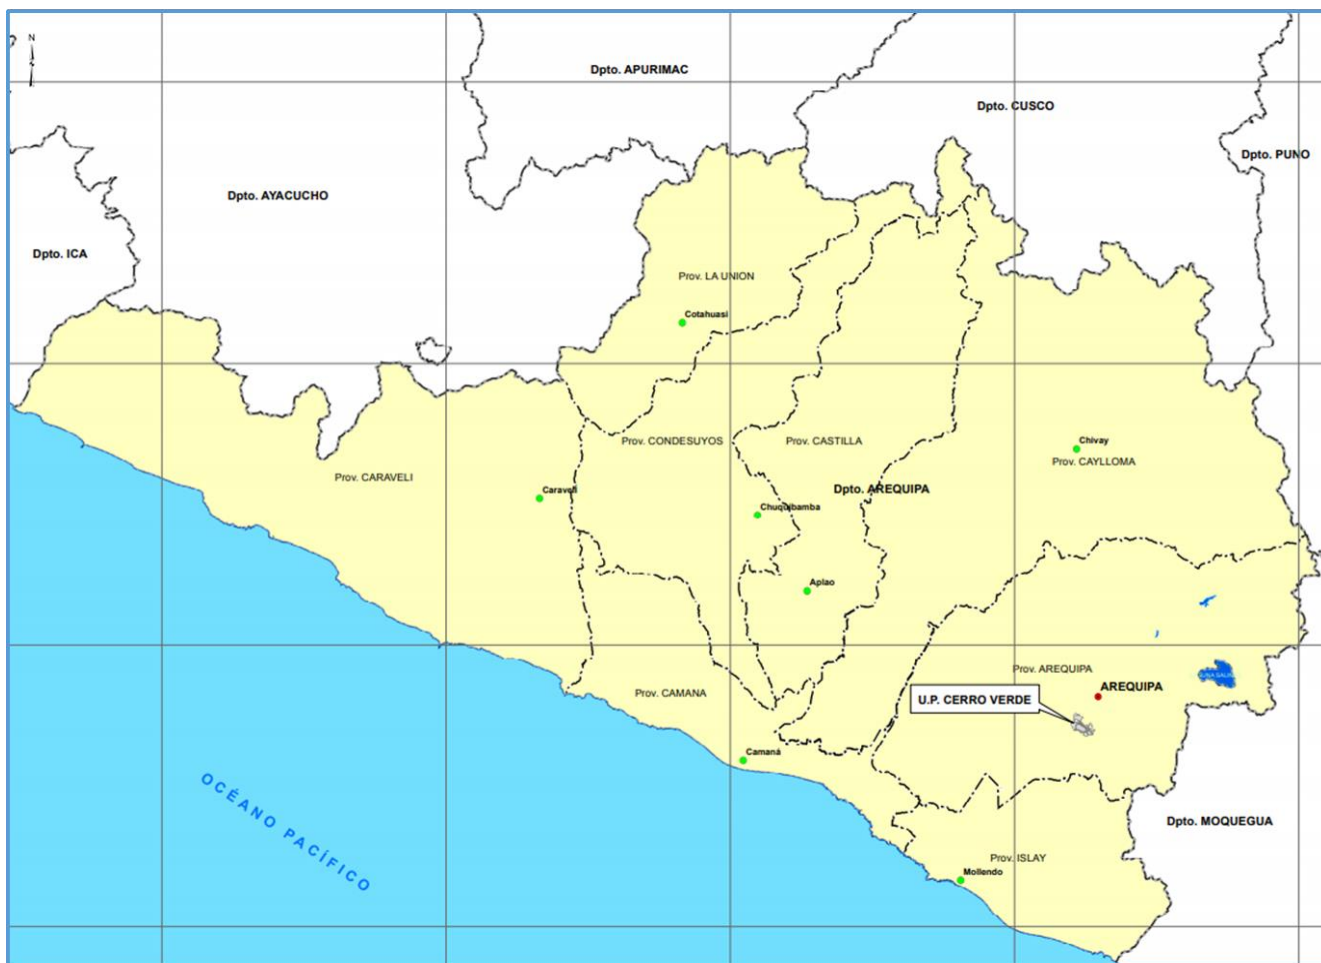 N
Dpto. APURIMAC
Dpto. CUSCO
Dpto. PUNO
Dpto. AYACUCHO
Dpto. ICA
Prov. LA UNION
Cotahuasi
Prov. CONDESUYOS
Prov. CASTILLA
Chivay
Prov. CAYLLOMA
Prov. CARAVELI
Caraveli
Dpto. AREQUIPA
Chuquibamba
Aplao
Prov. AREQUIPA
AREQUIPA
U.P. CERRO VERDE
Prov. CAMANA
Camaná
OCÉANO PACÍFICO
Dpto. MOQUEGUA
Prov. ISLAY
Mollendo